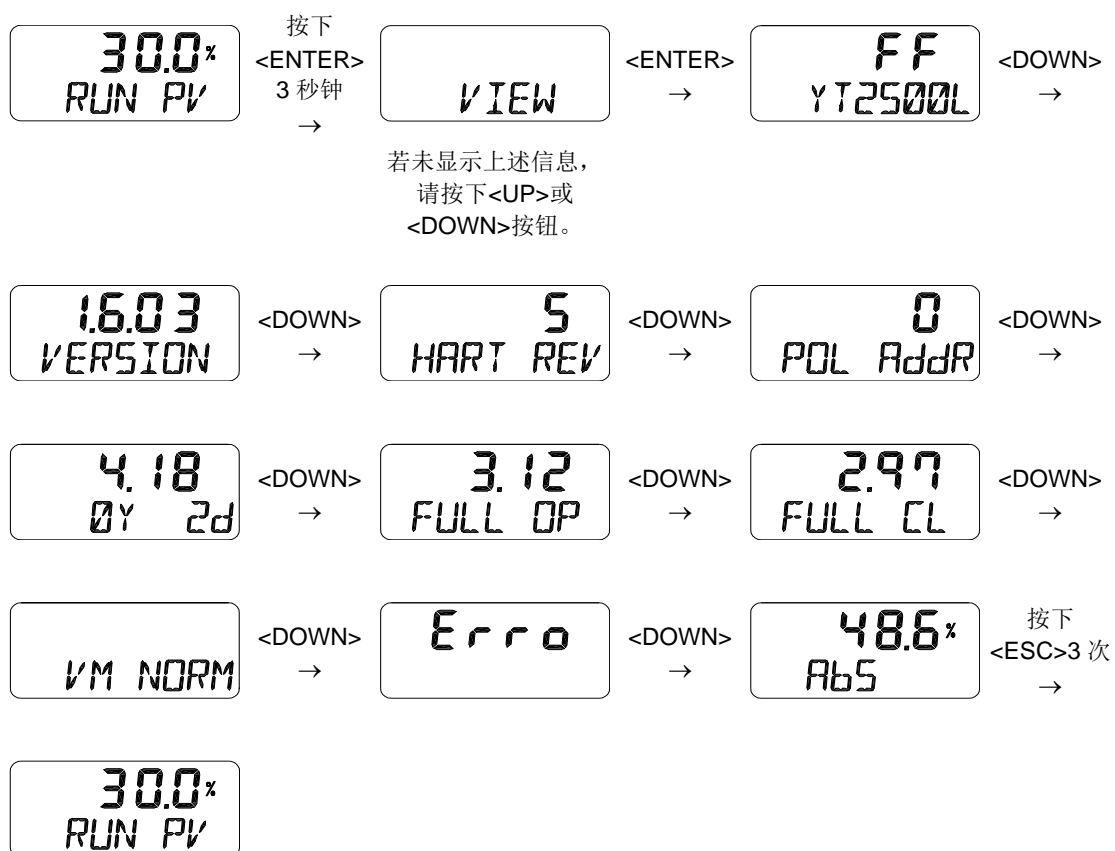 30.0%
RUN PV
按下
<ENTER>
3 秒钟
→
VIEW
<ENTER>
→
FF
YT2500L
<DOWN>
→
若未显示上述信息，
请按下<UP>或
<DOWN>按钮。
1.6.03
VERSION
<DOWN>
→
5
HART REV
<DOWN>
→
0
POL AddR
<DOWN>
→
4.18
0Y 2d
<DOWN>
→
3.12
FULL OP
<DOWN>
→
2.97
FULL CL
<DOWN>
→
VM NORM
<DOWN>
→
Erro
<DOWN>
→
48.6%
AbS
按下
<ESC>3 次
→
30.0%
RUN PV